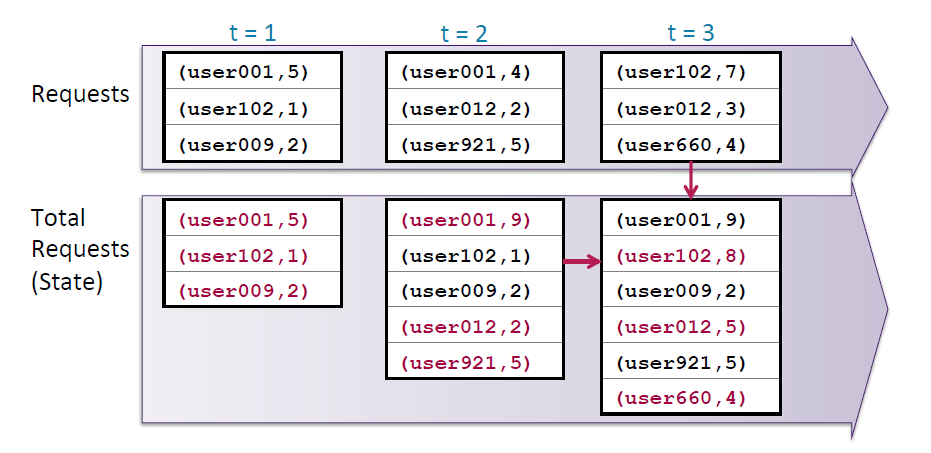 t = 1
t = 2
t = 3
Requests
(user001,5)
(user102,1)
(user009,2)
(user001,4)
(user012,2)
(user921,5)
(user102,7)
(user012,3)
(user660,4)
Total
Requests
(State)
(user001,5)
(user102,1)
(user009,2)
(user001,9)
(user102,1)
(user009,2)
(user012,2)
(user921,5)
(user001,9)
(user102,8)
(user009,2)
(user012,5)
(user921,5)
(user660,4)